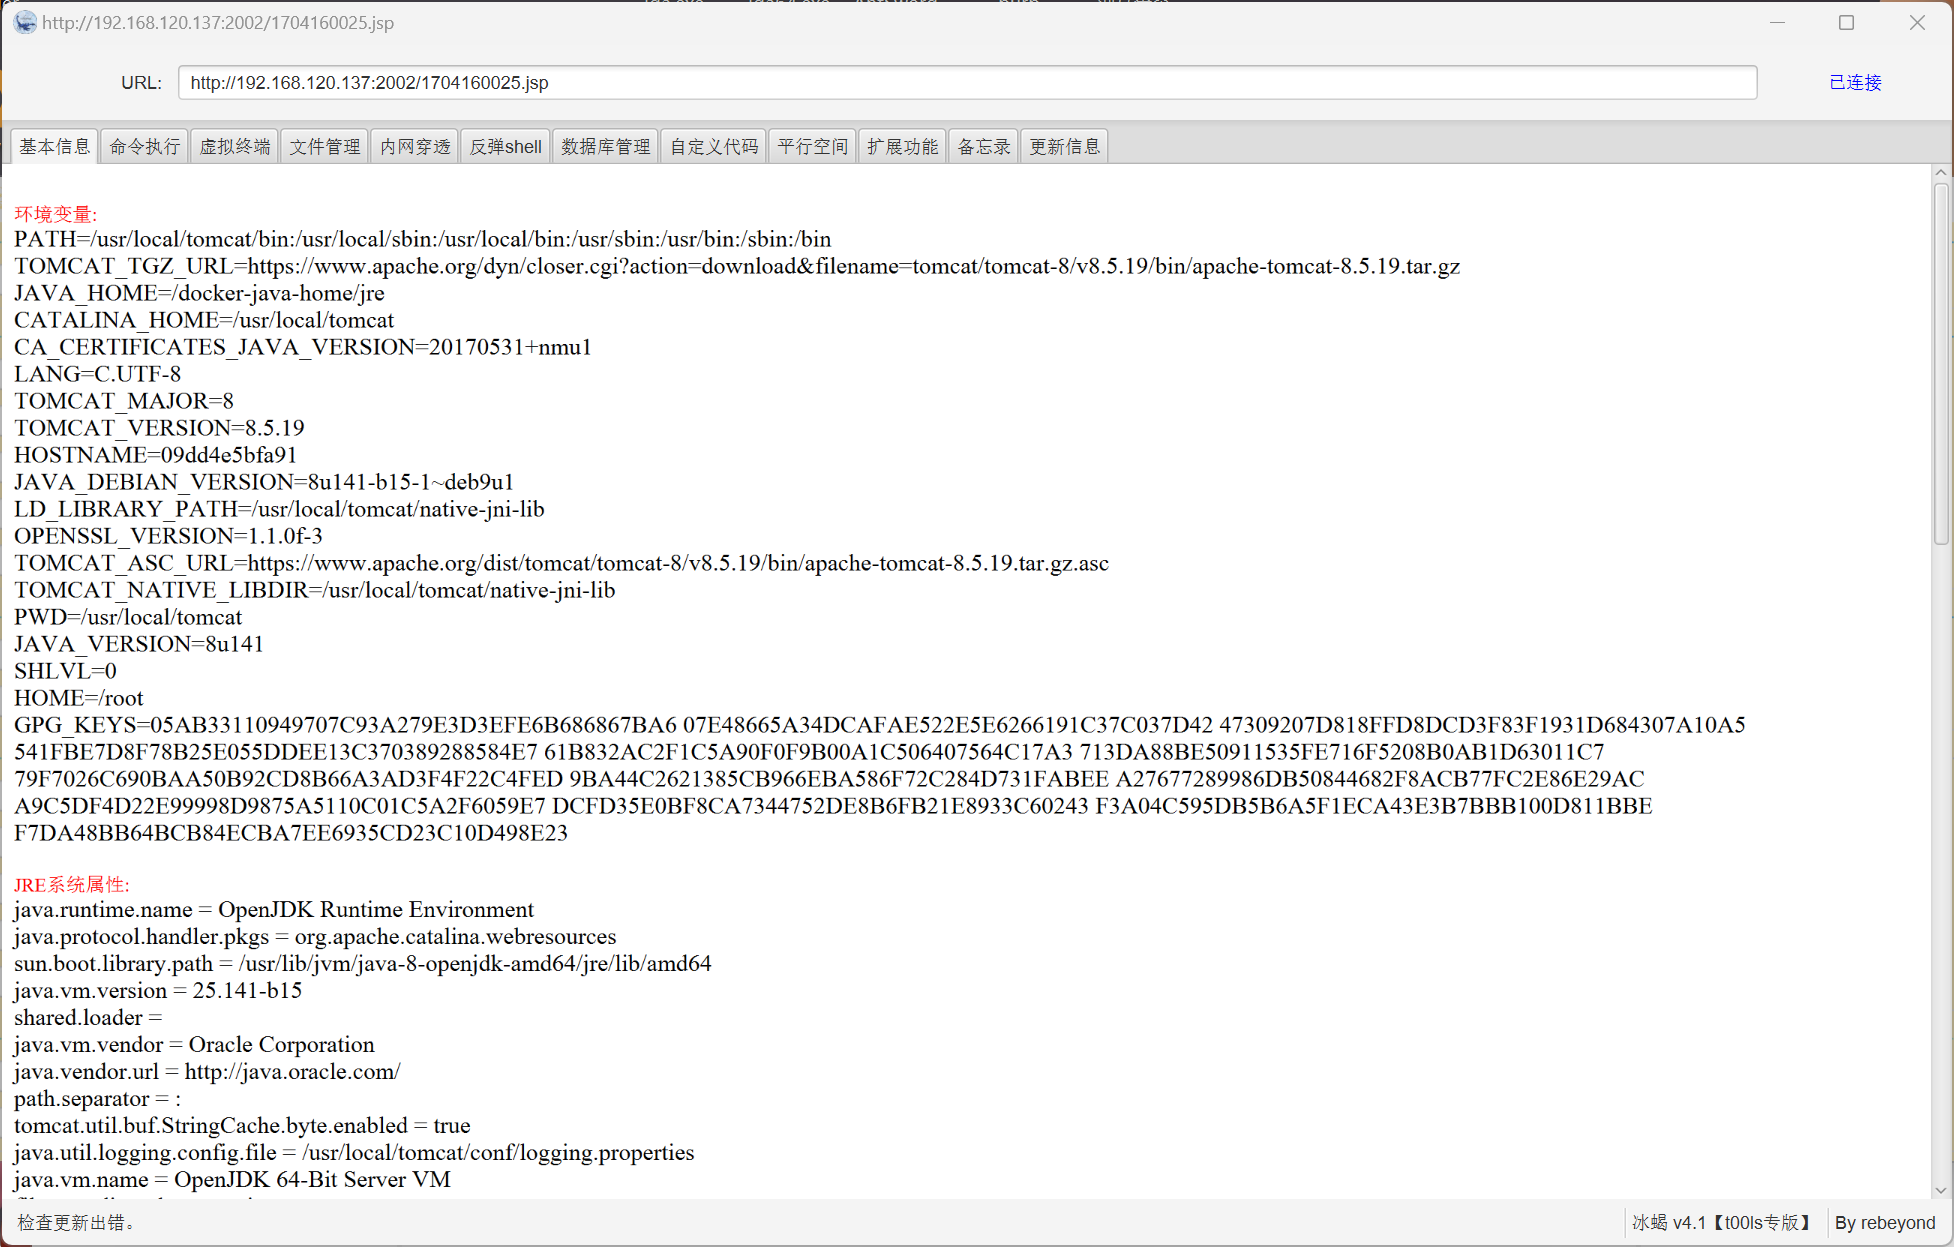 http://192.168.120.137:2002/1704160025.jsp
URL: http://192.168.120.137:2002/1704160025.jsp 已连接
基本信息 命令执行 虚拟终端 文件管理 内网穿透 反弹shell 数据库管理 自定义代码 平行空间 扩展功能 备忘录 更新信息
环境变量:
PATH=/usr/local/tomcat/bin:/usr/local/sbin:/usr/local/bin:/usr/sbin:/usr/bin:/sbin:/bin
TOMCAT_TGZ_URL=https://www.apache.org/dyn/closer.cgi?action=download&filename=tomcat/tomcat-8/v8.5.19/bin/apache-tomcat-8.5.19.tar.gz
JAVA_HOME=/docker-java-home/jre
CATALINA_HOME=/usr/local/tomcat
CA_CERTIFICATES_JAVA_VERSION=20170531+nmu1
LANG=C.UTF-8
TOMCAT_MAJOR=8
TOMCAT_VERSION=8.5.19
HOSTNAME=09dd4e5bfa91
JAVA_DEBIAN_VERSION=8u141-b15-1~deb9u1
LD_LIBRARY_PATH=/usr/local/tomcat/native-jni-lib
OPENSSL_VERSION=1.1.0f-3
TOMCAT_ASC_URL=https://www.apache.org/dist/tomcat/tomcat-8/v8.5.19/bin/apache-tomcat-8.5.19.tar.gz.asc
TOMCAT_NATIVE_LIBDIR=/usr/local/tomcat/native-jni-lib
PWD=/usr/local/tomcat
JAVA_VERSION=8u141
SHLVL=0
HOME=/root
GPG_KEYS=05AB33110949707C93A279E3D3EFE6B686867BA6 07E48665A34DCAFAE522E5E6266191C37C037D42 47309207D818FFD8DCD3F83F1931D684307A10A5
541FBE7D8F78B25E055DDEE13C370389288584E7 61B832AC2F1C5A90F0F9B00A1C506407564C17A3 713DA88BE50911535FE716F5208B0AB1D63011C7
79F7026C690BAA50B92CD8B66A3AD3F4F22C4FED 9BA44C2621385CB966EBA586F72C284D731FABEE A27677289986DB50844682F8ACB77FC2E86E29AC
A9C5DF4D22E99998D9875A5110C01C5A2F6059E7 DCFD35E0BF8CA7344752DE8B6FB21E8933C60243 F3A04C595DB5B6A5F1ECA43E3B7BBB100D811BBE
F7DA48BB64BCB84ECBA7EE6935CD23C10D498E23
JRE系统属性:
java.runtime.name = OpenJDK Runtime Environment
java.protocol.handler.pkgs = org.apache.catalina.webresources
sun.boot.library.path = /usr/lib/jvm/java-8-openjdk-amd64/jre/lib/amd64
java.vm.version = 25.141-b15
shared.loader =
java.vm.vendor = Oracle Corporation
java.vendor.url = http://java.oracle.com/
path.separator = :
tomcat.util.buf.StringCache.byte.enabled = true
java.util.logging.config.file = /usr/local/tomcat/conf/logging.properties
java.vm.name = OpenJDK 64-Bit Server VM
检查更新出错。 冰蝎 v4.1【t00ls专版】 By rebeyond